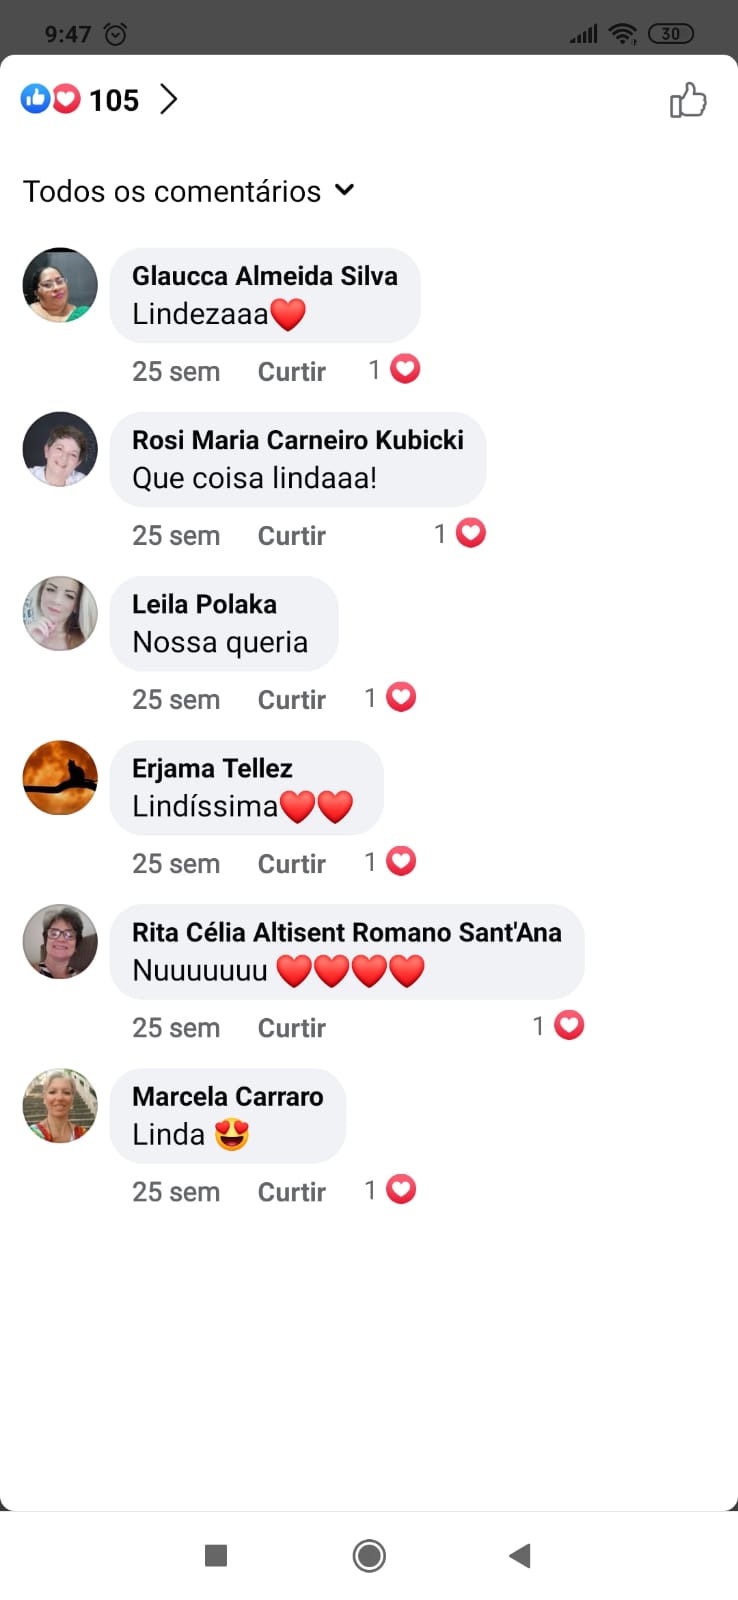 9:47
30
105
Todos os comentários
Glaucca Almeida Silva
Lindezaaa❤️
25 sem Curtir 1
Rosi Maria Carneiro Kubicki
Que coisa lindaaa!
25 sem Curtir 1
Leila Polaka
Nossa queria
25 sem Curtir 1
Erjama Tellez
Lindíssima❤️❤️
25 sem Curtir 1
Rita Célia Altisent Romano Sant'Ana
Nuuuuuuu ❤️❤️❤️❤️
25 sem Curtir 1
Marcela Carraro
Linda 😍
25 sem Curtir 1